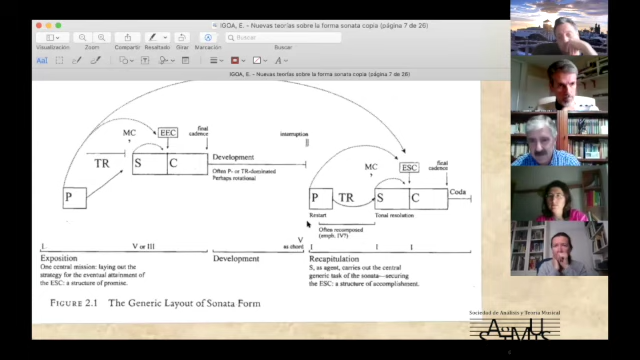 IGOA, E. - Nuevas teorías sobre la forma sonata copia (página 7 de 26)
Buscar
Visualización Zoom Compartir Resaltado Girar Marcación Buscar
IGOA, E. - Nuevas teorías sobre la forma sonata copia (página 7 de 26)
MC EEC final cadence interruption
TR S C Development
Often P- or TR-dominated
Perhaps rotational
P
MC ESC final cadence
P TR S C Coda
Restart Tonal resolution
Often recomposed
(emph. IV?)
V
as chord
I V or III I I I
Exposition Development Recapitulation
One central mission: laying out the
strategy for the eventual attainment of
the ESC: a structure of promise.
S, as agent, carries out the central
generic task of the sonata—securing
the ESC: a structure of accomplishment.
FIGURE 2.1 The Generic Layout of Sonata Form
Sociedad de Análisis y Teoría Musical